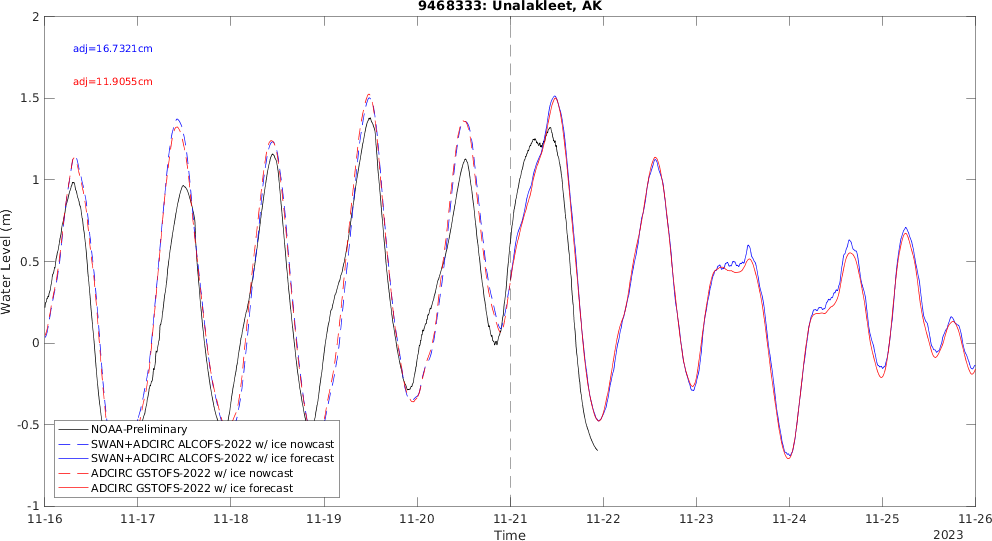 9468333: Unalakleet, AK
adj=16.7321cm
adj=11.9055cm
Water Level (m)
2
1.5
1
0.5
0
-0.5
-1
NOAA-Preliminary
SWAN+ADCIRC ALCOFS-2022 w/ ice nowcast
SWAN+ADCIRC ALCOFS-2022 w/ ice forecast
ADCIRC GSTOFS-2022 w/ ice nowcast
ADCIRC GSTOFS-2022 w/ ice forecast
11-16 11-17 11-18 11-19 11-20 11-21 11-22 11-23 11-24 11-25 11-26
Time
2023